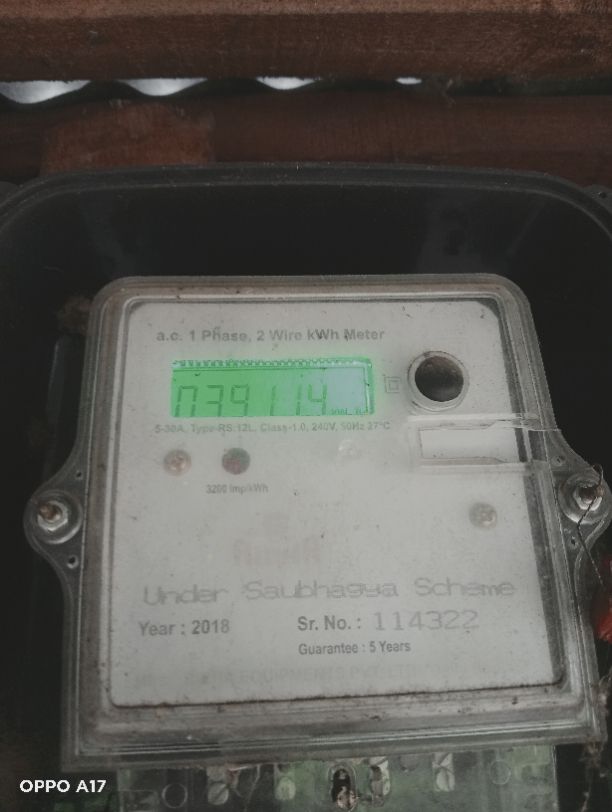 a.c. 1 Phase, 2 Wire kWh Meter
039114
5-30A, Type-RS 12L, Class-1.0, 240V, 50Hz 27°C
3200 imp/kWh
Under Saubhagya Scheme
Year : 2018 Sr. No. : 114322
Guarantee : 5 Years
EQUIPMENTS
OPPO A17